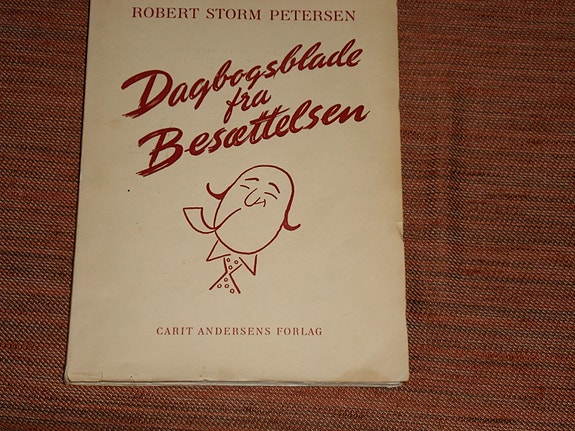 ROBERT STORM PETERSEN
Dagbogsblade
fra
Besættelsen
CARIT ANDERSENS FORLAG